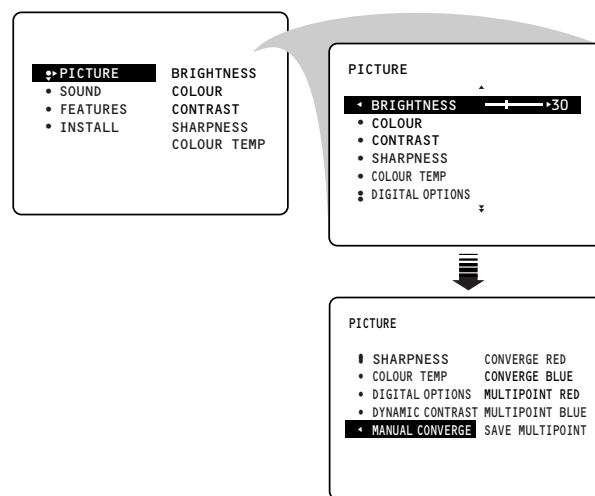 PICTURE BRIGHTNESS
SOUND COLOUR
FEATURES CONTRAST
INSTALL SHARPNESS
COLOUR TEMP
PICTURE
BRIGHTNESS 30
COLOUR
CONTRAST
SHARPNESS
COLOUR TEMP
DIGITAL OPTIONS
PICTURE
SHARPNESS CONVERGE RED
COLOUR TEMP CONVERGE BLUE
DIGITAL OPTIONS MULTIPOINT RED
DYNAMIC CONTRAST MULTIPOINT BLUE
MANUAL CONVERGE SAVE MULTIPOINT